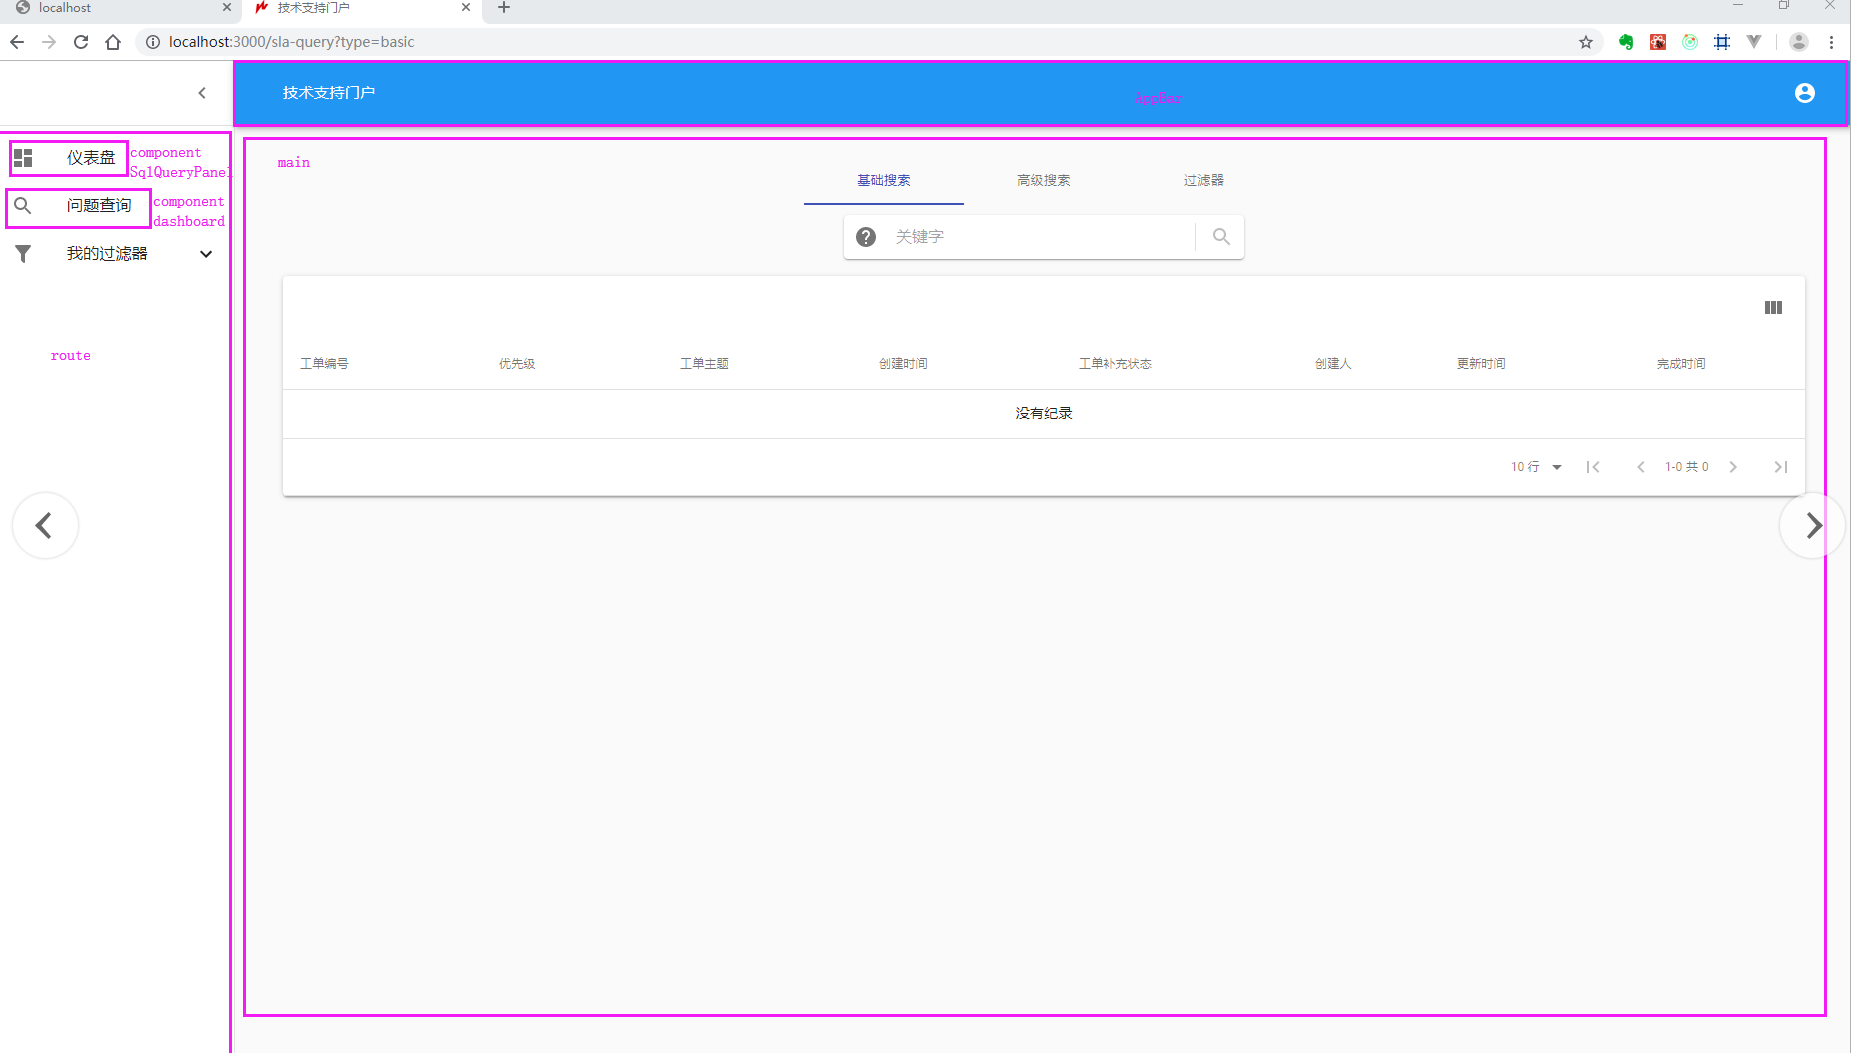 localhost
技术支持门户
localhost:3000/sla-query?type=basic
技术支持门户
AppBar
仪表盘
component
SqlQueryPanel
问题查询
component
dashboard
我的过滤器
route
main
基础搜索 高级搜索 过滤器
关键字
工单编号 优先级 工单主题 创建时间 工单补充状态 创建人 更新时间 完成时间
没有纪录
10 行 1-0 共 0